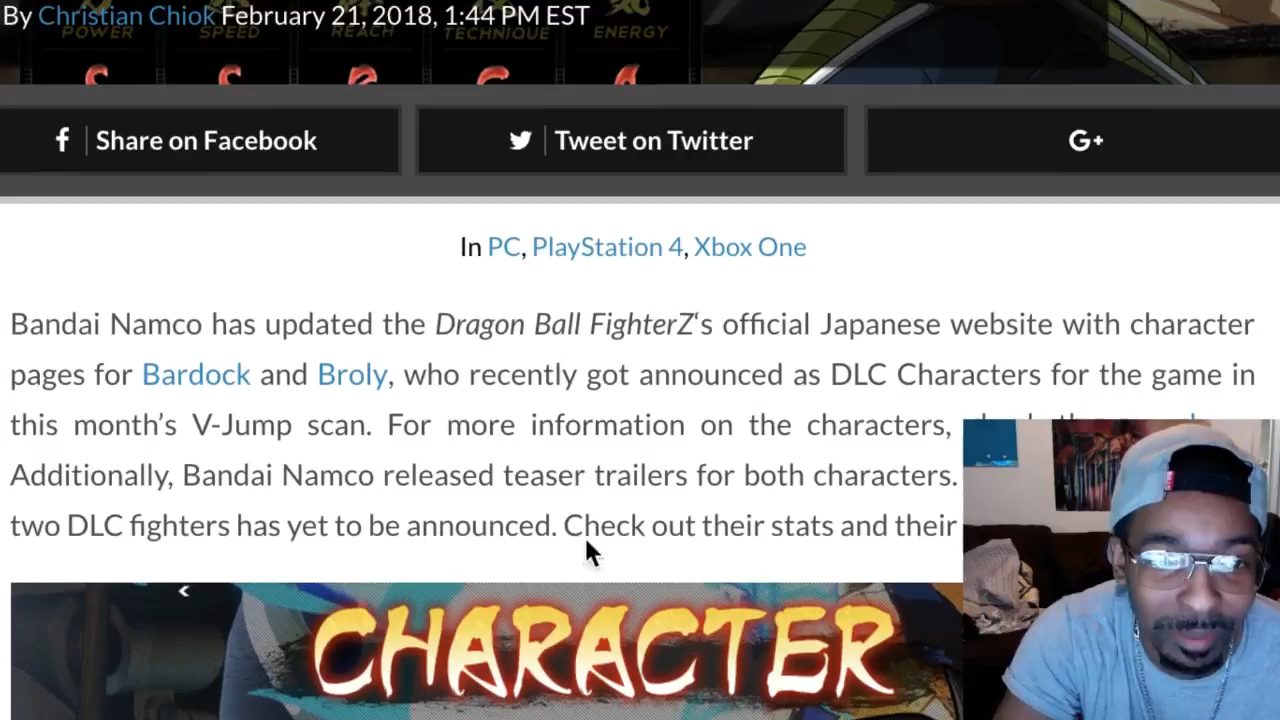 By Christian Chiok February 21, 2018, 1:44 PM EST
POWER SPEED REACH TECHNIQUE ENERGY
S S B C A
f | Share on Facebook
Tweet on Twitter
G+
In PC, PlayStation 4, Xbox One
Bandai Namco has updated the Dragon Ball FighterZ‘s official Japanese website with character
pages for Bardock and Broly, who recently got announced as DLC Characters for the game in
this month’s V-Jump scan. For more information on the characters,
Additionally, Bandai Namco released teaser trailers for both characters.
two DLC fighters has yet to be announced. Check out their stats and their
CHARACTER